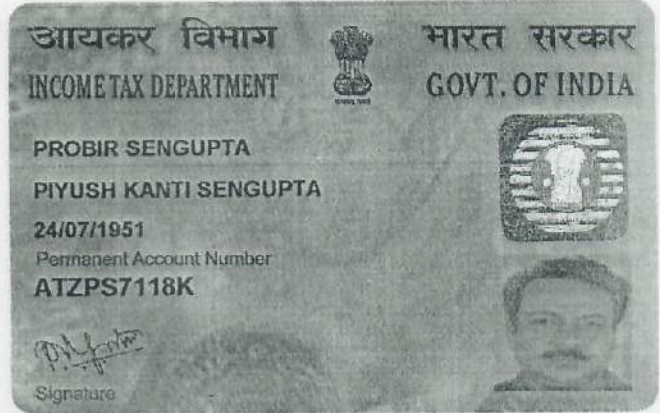 आयकर विभाग
INCOME TAX DEPARTMENT
भारत सरकार
GOVT. OF INDIA
PROBIR SENGUPTA
PIYUSH KANTI SENGUPTA
24/07/1951
Permanent Account Number
ATZPS7118K
Signature